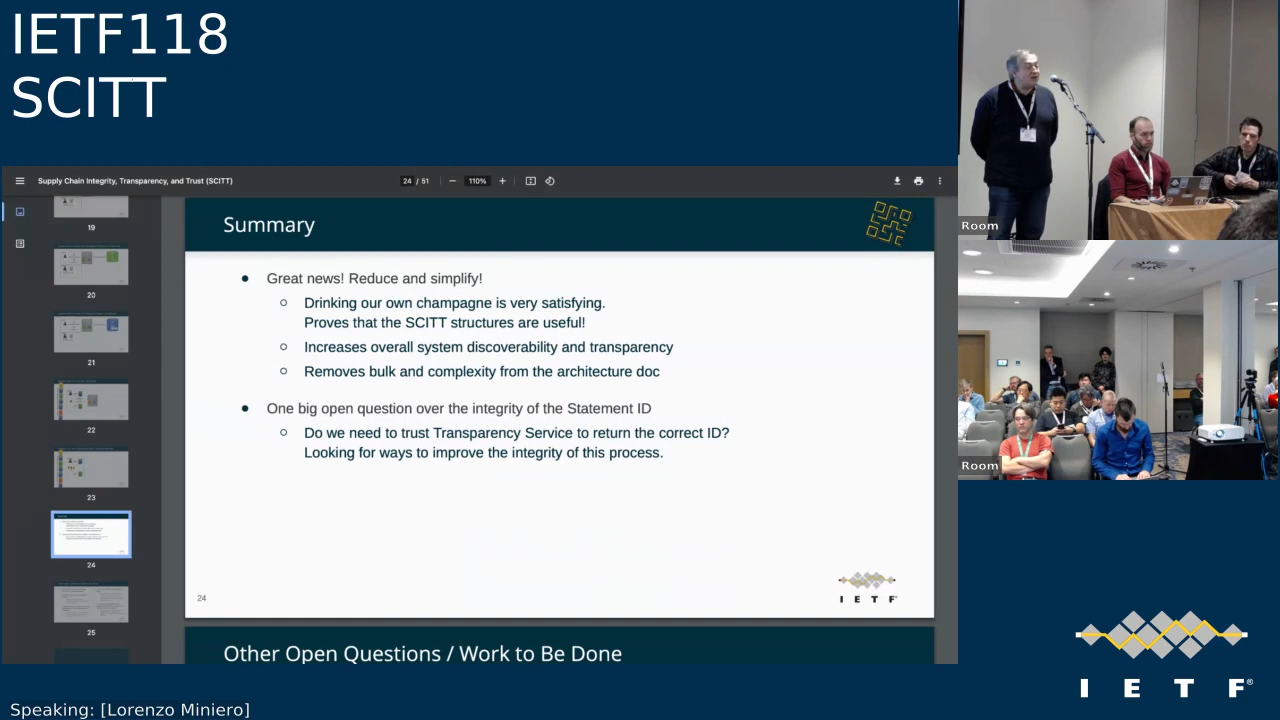 IETF118
SCITT
Supply Chain Integrity, Transparency, and Trust (SCITT)
24 / 51
110%
19
20
21
22
23
24
25
Summary
Great news! Reduce and simplify!
Drinking our own champagne is very satisfying.
Proves that the SCITT structures are useful!
Increases overall system discoverability and transparency
Removes bulk and complexity from the architecture doc
One big open question over the integrity of the Statement ID
Do we need to trust Transparency Service to return the correct ID?
Looking for ways to improve the integrity of this process.
24
I E T F®
Other Open Questions / Work to Be Done
Room
Room
I E T F®
Speaking: [Lorenzo Miniero]